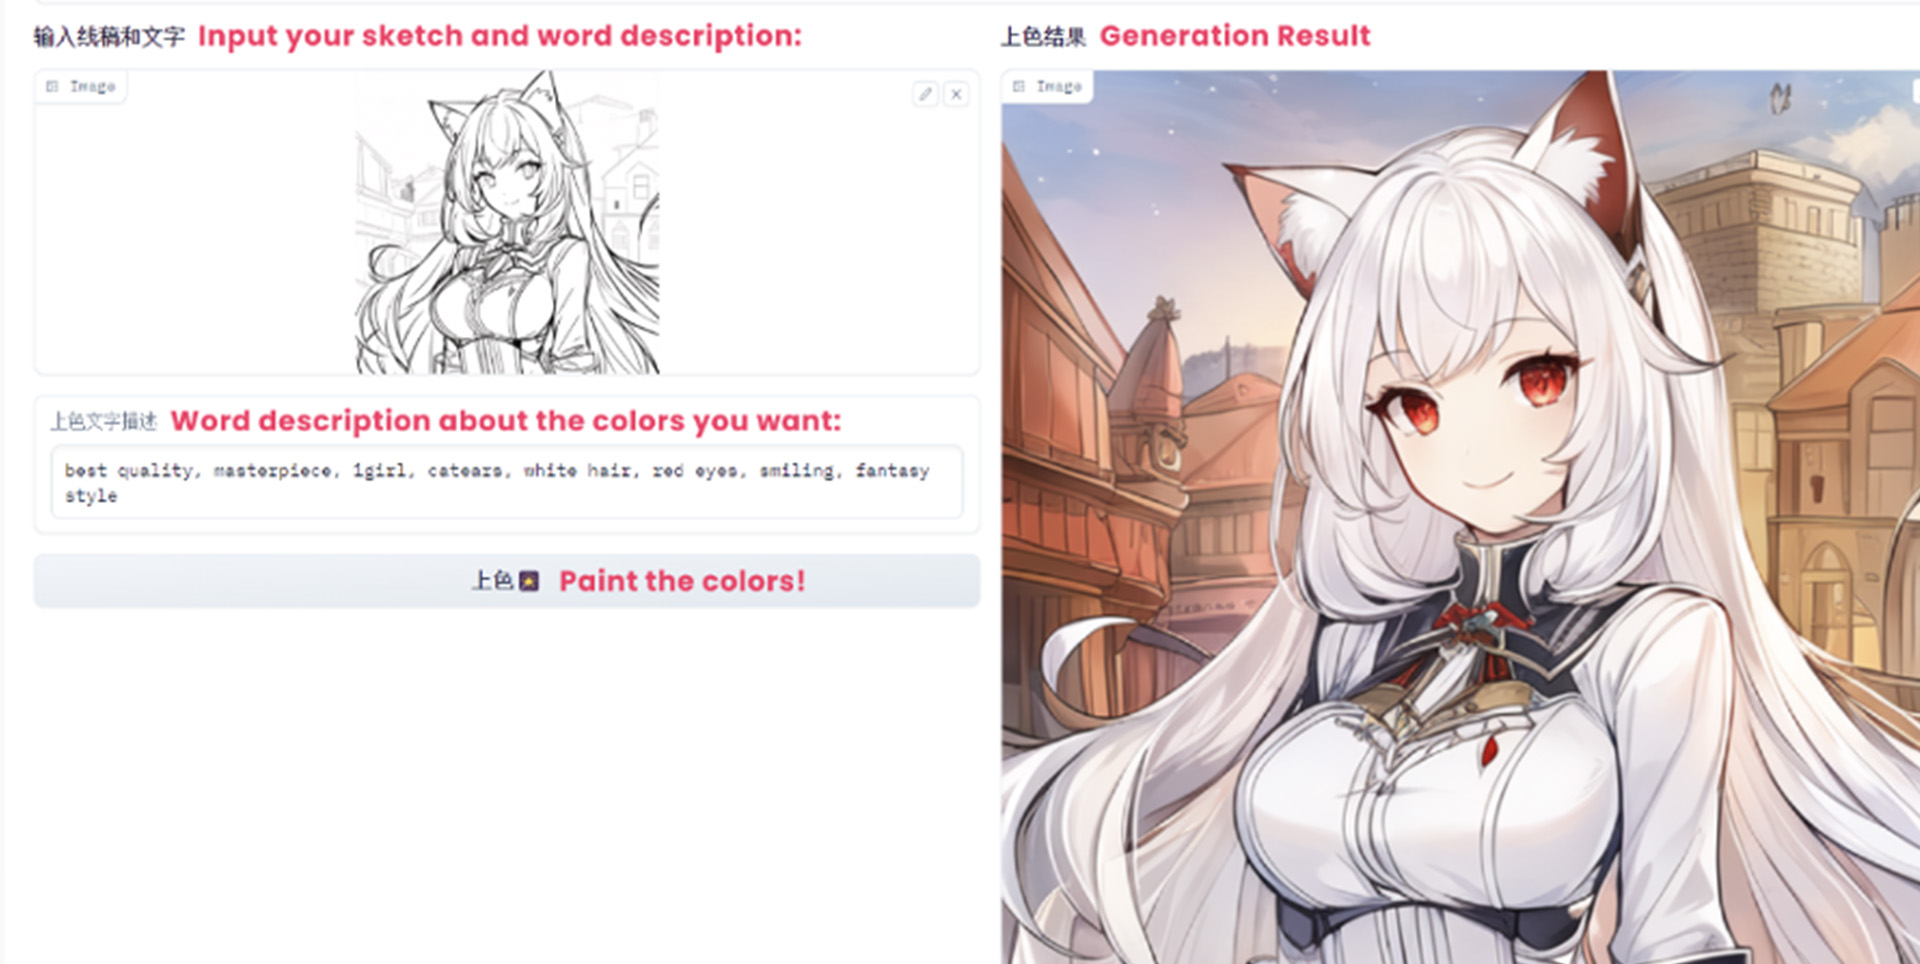 输入线稿和文字 Input your sketch and word description:
Image
上色文字描述 Word description about the colors you want:
best quality, masterpiece, 1girl, catears, white hair, red eyes, smiling, fantasy
style
上色 Paint the colors!
上色结果 Generation Result
Image